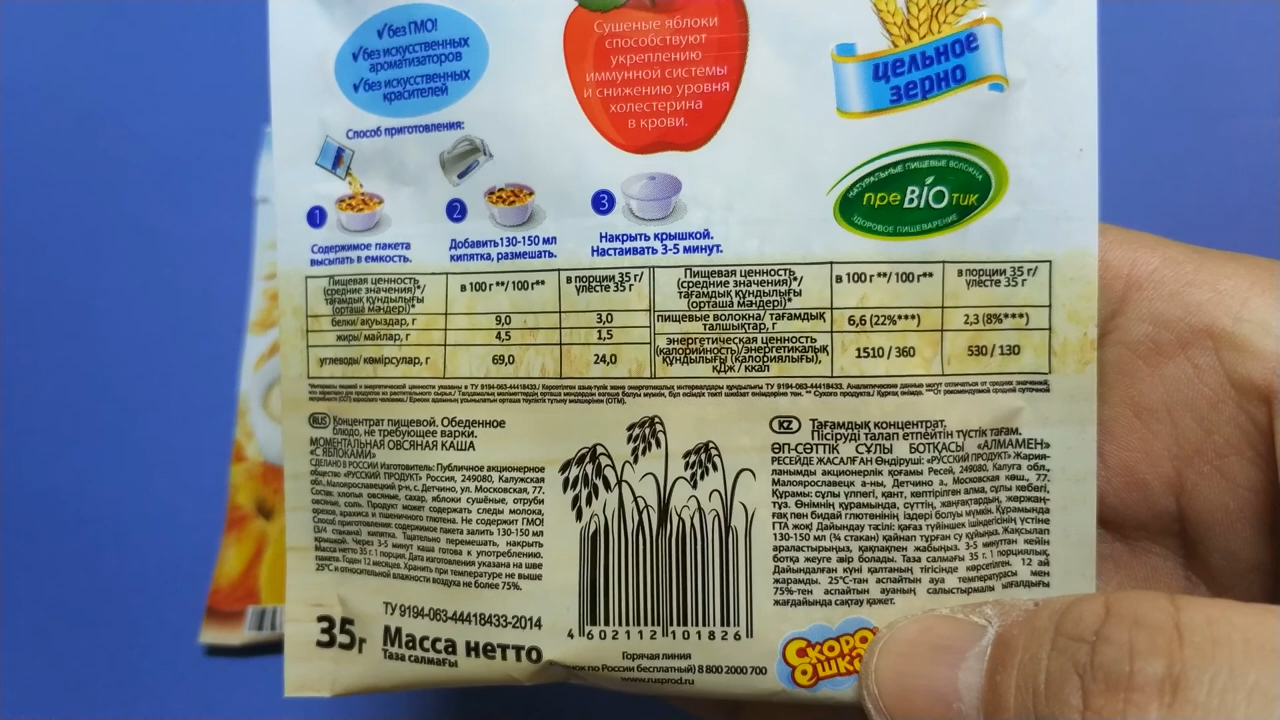 ✓без ГМО!
✓без искусственных
ароматизаторов
✓без искусственных
красителей
Сушеные яблоки
способствуют
укреплению
иммунной системы
и снижению уровня
холестерина
в крови.
цельное
зерно
Способ приготовления:
НАТУРАЛЬНЫЕ ПИЩЕВЫЕ ВОЛОКНА
преBIOтик
ЗДОРОВОЕ ПИЩЕВАРЕНИЕ
1
Содержимое пакета
высыпать в емкость.
2
Добавить130-150 мл
кипятка, размешать.
3
Накрыть крышкой.
Настаивать 3-5 минут.
Пищевая ценность
(средние значения)*/
тағамдық құндылығы
(орташа мәндері)*
в 100 г **/ 100 г**
в порции 35 г/
үлесте 35 г
белки/ ақуыздар, г 9,0 3,0
жиры/ майлар, г 4,5 1,5
углеводы/ көмірсулар, г 69,0 24,0
Пищевая ценность
(средние значения)*/
тағамдық құндылығы
(орташа мәндері)*
в 100 г **/ 100 г**
в порции 35 г/
үлесте 35 г
пищевые волокна/ тағамдық
талшықтар, г
6,6 (22%***) 2,3 (8%***)
энергетическая ценность
(калорийность)/энергетикалық
құндылығы (калориялығы),
кДж / ккал
1510 / 360 530 / 130
RUS Концентрат пищевой. Обеденное
блюдо, не требующее варки.
МОМЕНТАЛЬНАЯ ОВСЯНАЯ КАША
«С ЯБЛОКАМИ»
СДЕЛАНО В РОССИИ Изготовитель: Публичное акционерное
общество «РУССКИЙ ПРОДУКТ» Россия, 249080, Калужская
обл., Малоярославецкий р-н, с. Детчино, ул. Московская, 77.
Состав: хлопья овсяные, сахар, яблоки сушёные, отруби
овсяные, соль. Продукт может содержать следы молока,
орехов, арахиса и пшеничного глютена. Не содержит ГМО!
Способ приготовления: содержимое пакета залить 130-150 мл
(3/4 стакана) кипятка. Тщательно перемешать, накрыть
крышкой. Через 3-5 минут каша готова к употреблению.
Масса нетто 35 г. 1 порция. Дата изготовления указана на шве
пакета. Годен 12 месяцев. Хранить при температуре не выше
25°С и относительной влажности воздуха не более 75%.
ТУ 9194-063-44418433-2014
35г Масса нетто
Таза салмағы
4 602112 101826
Горячая линия
по России бесплатный) 8 800 2000 700
www.rusprod.ru
KZ Тағамдық концентрат.
Пісіруді талап етпейтін түстік тағам.
ӘП-СӘТТІК СҰЛЫ БОТҚАСЫ «АЛМАМЕН»
РЕСЕЙДЕ ЖАСАЛҒАН Өндіруші: «РУССКИЙ ПРОДУКТ» Жария-
ланымды акционерлік қоғамы Ресей, 249080, Калуга обл.,
Малоярославецк а-ны, Детчино а., Московская көш., 77.
Құрамы: сұлы үлпегі, қант, кептірілген алма, сұлы кебегі,
тұз. Өнімнің құрамында, сүттің, жаңғақтардың, жержаң-
ғақ пен бидай глютенінің іздері болуы мүмкін. Құрамында
ГТА жоқ! Дайындау тәсілі: қағаз түйіншек ішіндегісінің үстіне
130-150 мл (¾ стакан) қайнап тұрған су құйыңыз. Жақсылап
араластырыңыз, қақпақпен жабыңыз. 3-5 минуттан кейін
ботқа жеуге әзір болады. Таза салмағы 35 г. 1 порциялық.
Дайындалған күні қалтаның тігісінде көрсетілген. 12 ай
жарамды. 25°С-тан аспайтын ауа температурасы мен
75%-тен аспайтын ауаның салыстырмалы ылғалдығы
жағдайында сақтау қажет.
СКОРО